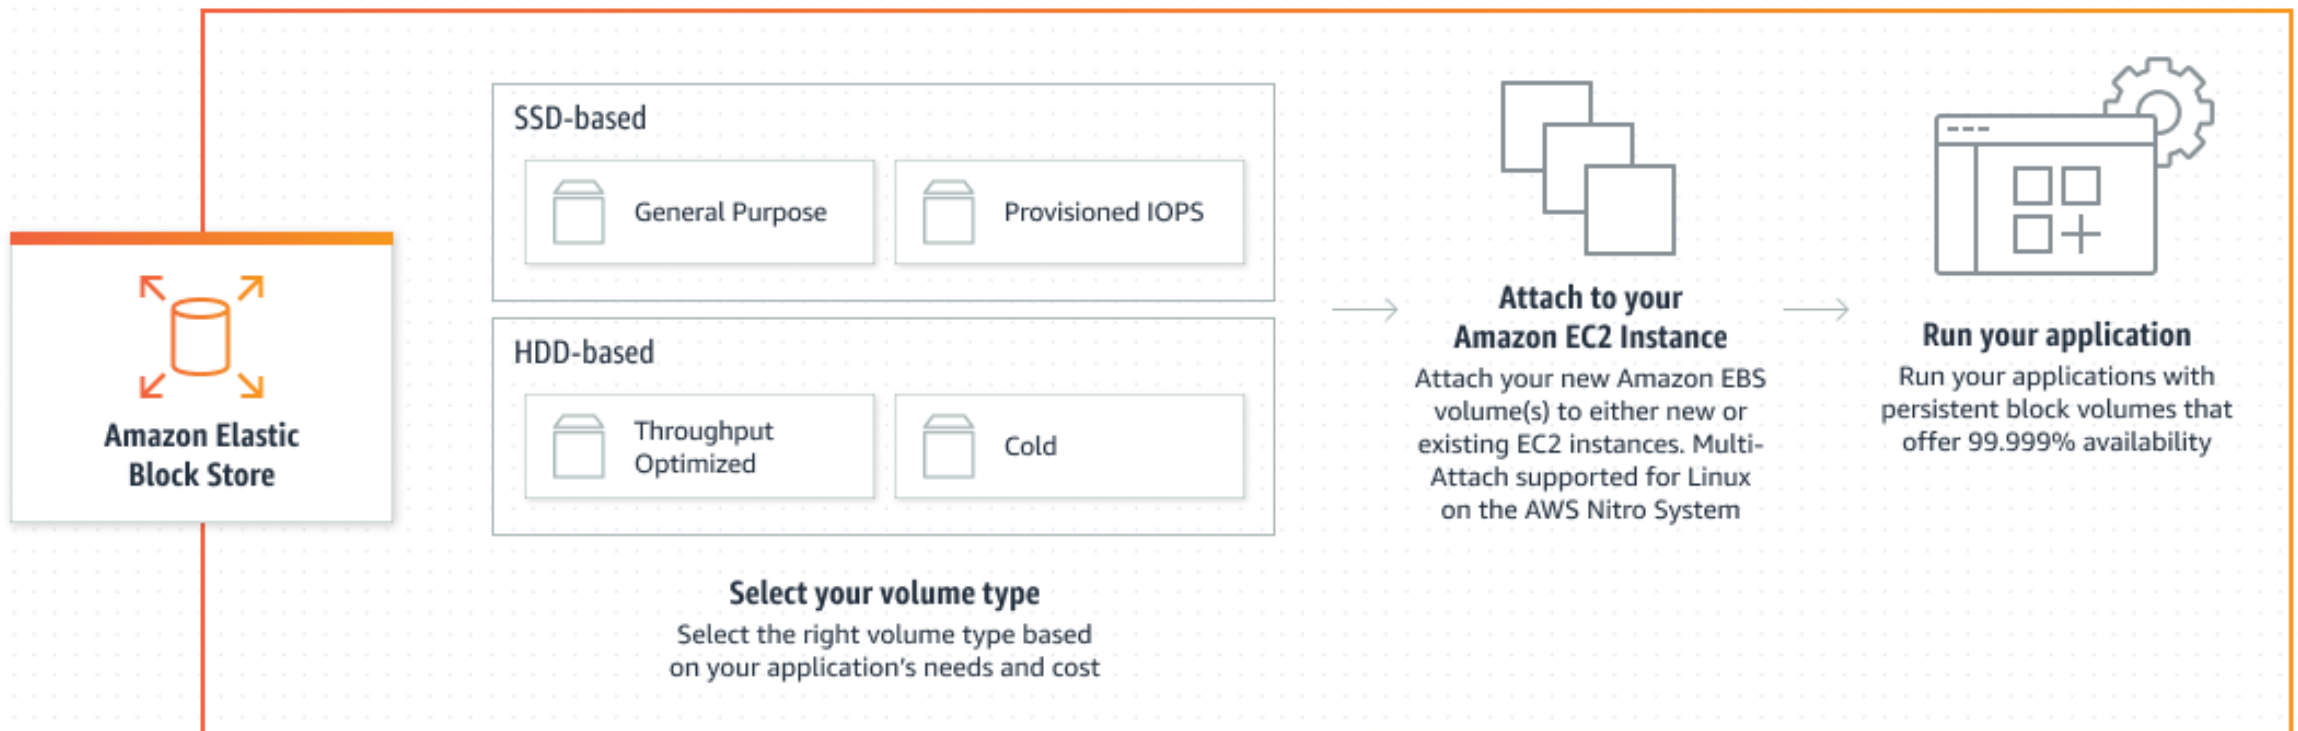 Amazon Elastic
Block Store
SSD-based
General Purpose
Provisioned IOPS
HDD-based
Throughput
Optimized
Cold
Select your volume type
Select the right volume type based
on your application's needs and cost
Attach to your
Amazon EC2 Instance
Attach your new Amazon EBS
volume(s) to either new or
existing EC2 instances. Multi-
Attach supported for Linux
on the AWS Nitro System
Run your application
Run your applications with
persistent block volumes that
offer 99.999% availability